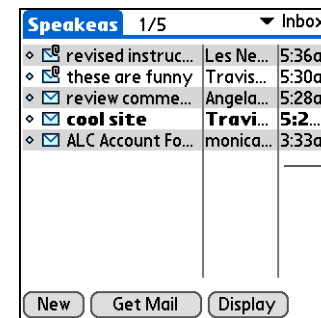 Speakeas 1/5 Inbox
revised instruc... Les Ne... 5:36a
these are funny Travis... 5:30a
review comme... Angela... 5:28a
cool site Travi... 5:2...
ALC Account Fo... monica... 3:33a
New Get Mail Display